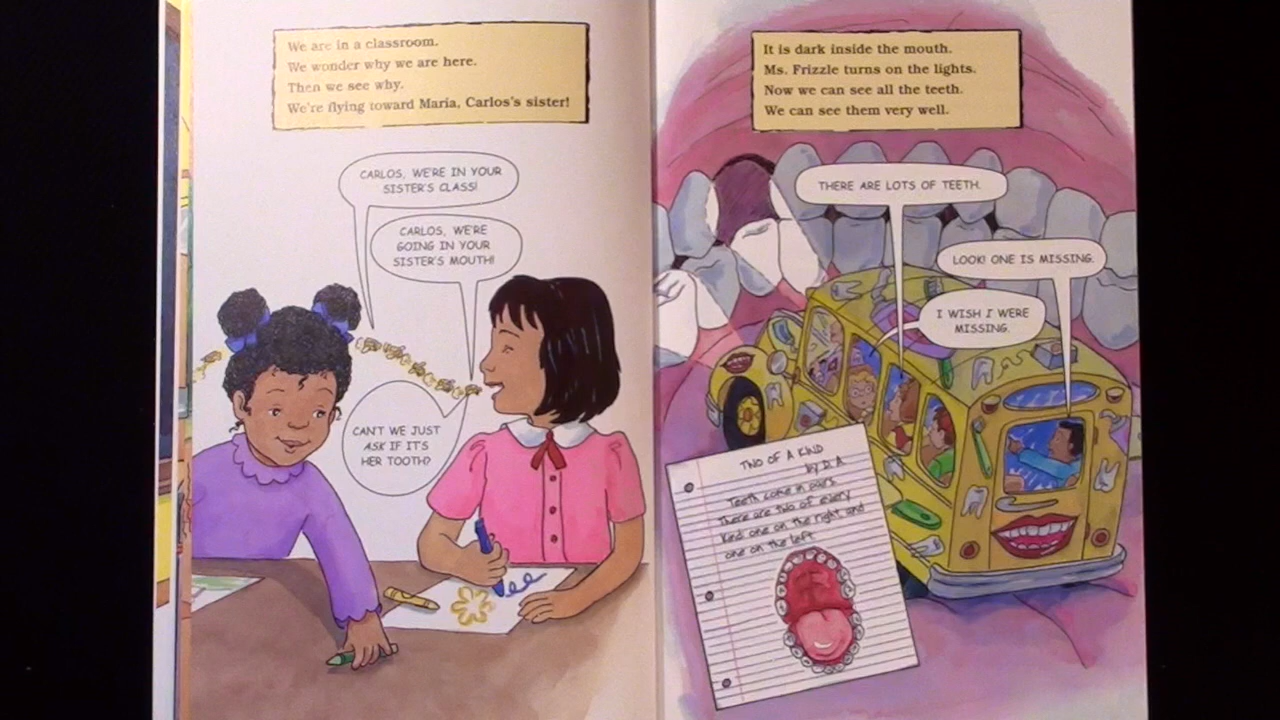 We are in a classroom.
We wonder why we are here.
Then we see why.
We're flying toward María, Carlos's sister!
CARLOS, WE'RE IN YOUR
SISTER'S CLASS!
CARLOS, WE'RE
GOING IN YOUR
SISTER'S MOUTH!
CAN'T WE JUST
ASK IF IT'S
HER TOOTH?
It is dark inside the mouth.
Ms. Frizzle turns on the lights.
Now we can see all the teeth.
We can see them very well.
THERE ARE LOTS OF TEETH.
LOOK! ONE IS MISSING.
I WISH I WERE
MISSING.
TWO OF A KIND
by D. A.
Teeth come in pairs.
There are two of every
kind: one on the right and
one on the left.